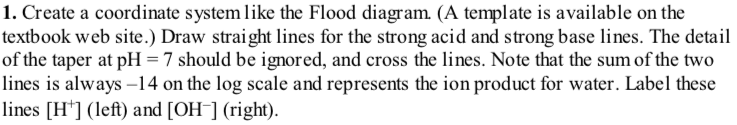 1. Create a coordinate system like the Flood diagram. (A template is available on the
textbook web site.) Draw straight lines for the strong acid and strong base lines. The detail
of the taper at pH = 7 should be ignored, and cross the lines. Note that the sum of the two
lines is always –14 on the log scale and represents the ion product for water. Label these
lines [H⁺] (left) and [OH⁻] (right).